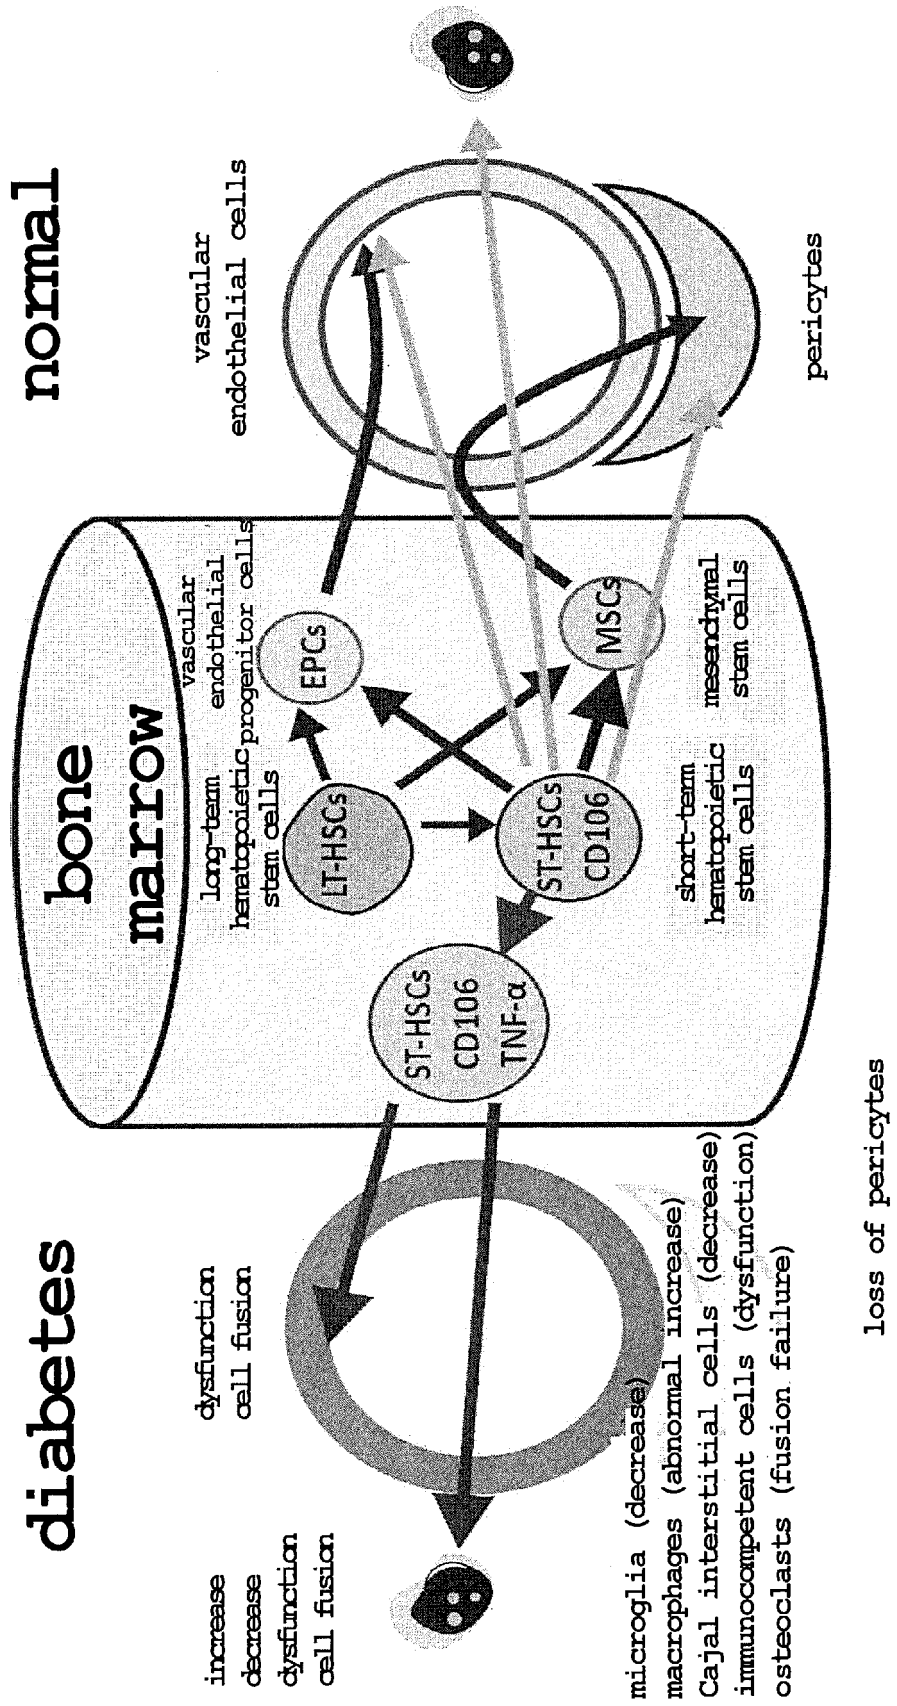 diabetes
bone
marrow
normal
increase
decrease
dysfunction
cell fusion
dysfunction
cell fusion
long-term
hematopoietic
stem cells
vascular
endothelial
progenitor cells
vascular
endothelial cells
LT-HSCs
EPCs
ST-HSCs
CD106
TNF-α
ST-HSCs
CD106
MSCs
short-term
hematopoietic
stem cells
mesenchymal
stem cells
pericytes
microglia (decrease)
macrophages (abnormal increase)
Cajal interstitial cells (decrease)
immunocompetent cells (dysfunction)
osteoclasts (fusion failure)
loss of pericytes